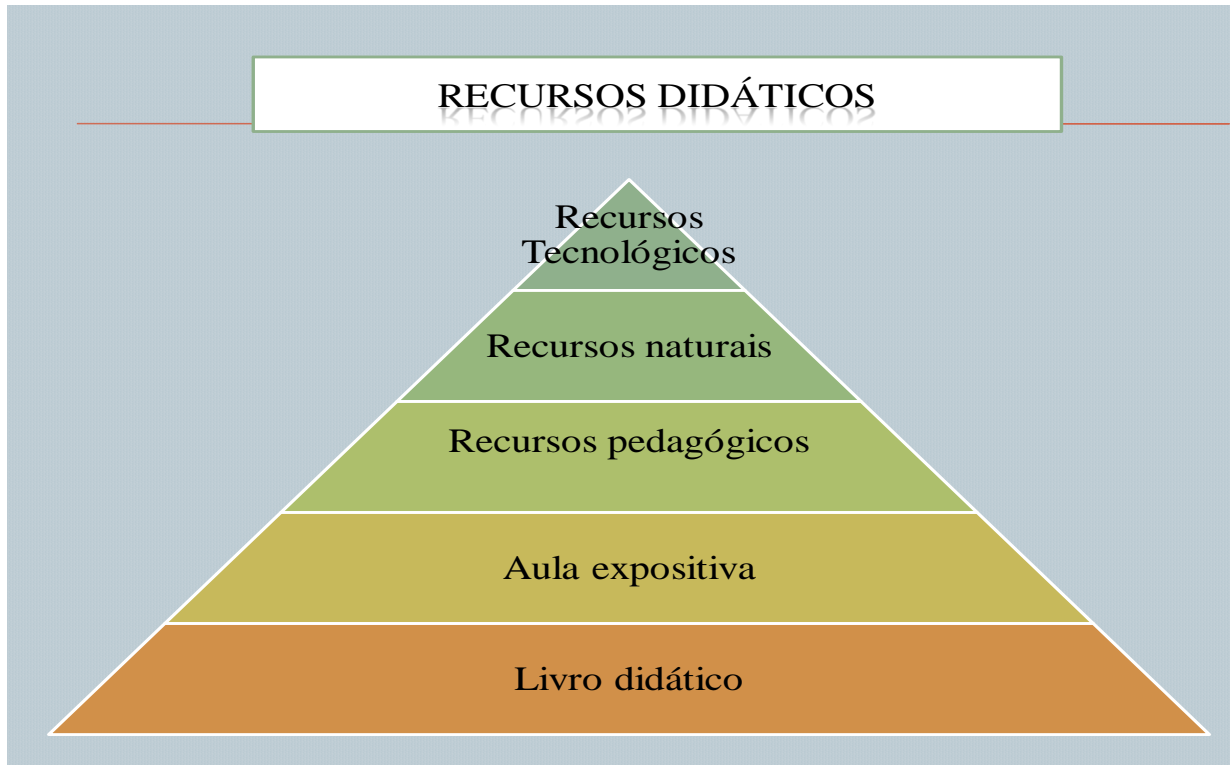 RECURSOS DIDÁTICOS
Recursos
Tecnológicos
Recursos naturais
Recursos pedagógicos
Aula expositiva
Livro didático